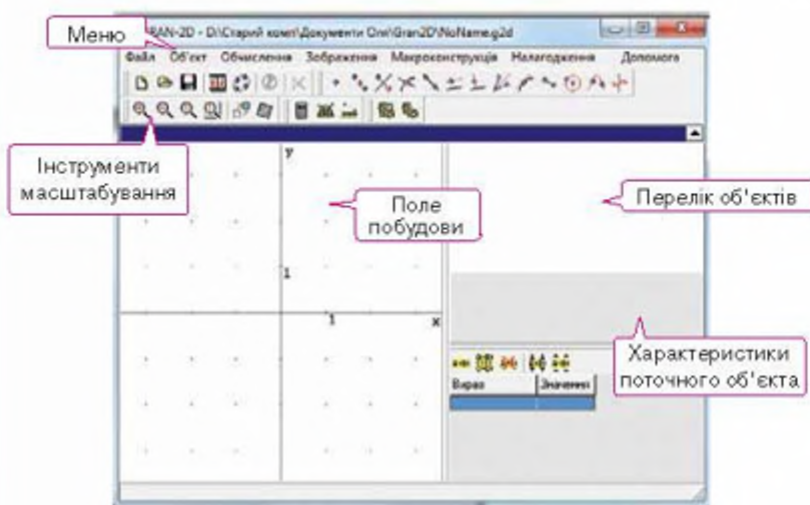 Меню
RAN-2D - D:\Старий комп\Документи Оли\Gran2D\NoName.g2d
Файл Об'єкт Обчислення Зображення Макроконструкція Налагодження Допомога
Інструменти
масштабування
y
Поле
побудови
Перелік об'єктів
1
1
x
Характеристики
поточного об'єкта
Вираз Значення